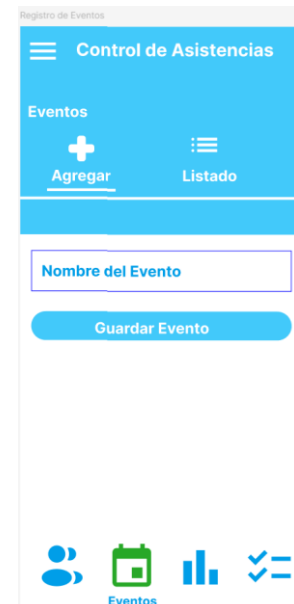 Registro de Eventos
Control de Asistencias
Eventos
Agregar
Listado
Nombre del Evento
Guardar Evento
Eventos